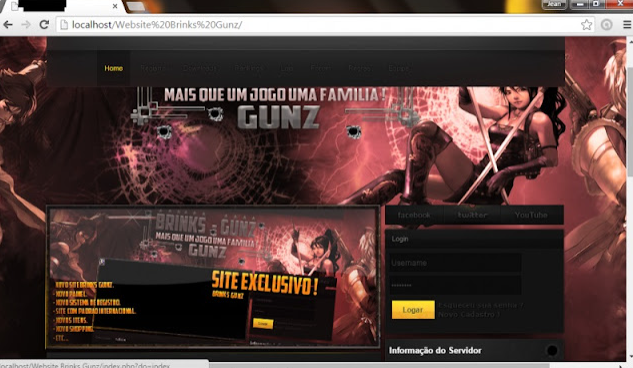 Jean
localhost/Website%20Brinks%20Gunz/
Home
MAIS QUE UM JOGO UMA FAMILIA !
GUNZ
facebook twitter YouTube
BRINKS - GUNZ
MAIS QUE UM JOGO UMA FAMILIA !
GUNZ
SITE EXCLUSIVO !
BRINKS GUNZ
- NOVO SITE BRINKS GUNZ.
- NOVO PAINEL.
- NOVO SISTEMA DE REGISTRO.
- SITE COM PADRÃO INTERNACIONAL.
- NOVOS ITENS.
- NOVO SHOPPING.
- ETC...
Login
Username
••••••••
Logar
Esqueceu sua senha ?
Novo Cadastro !
Informação do Servidor
localhost/Website Brinks Gunz/index.php?do=index